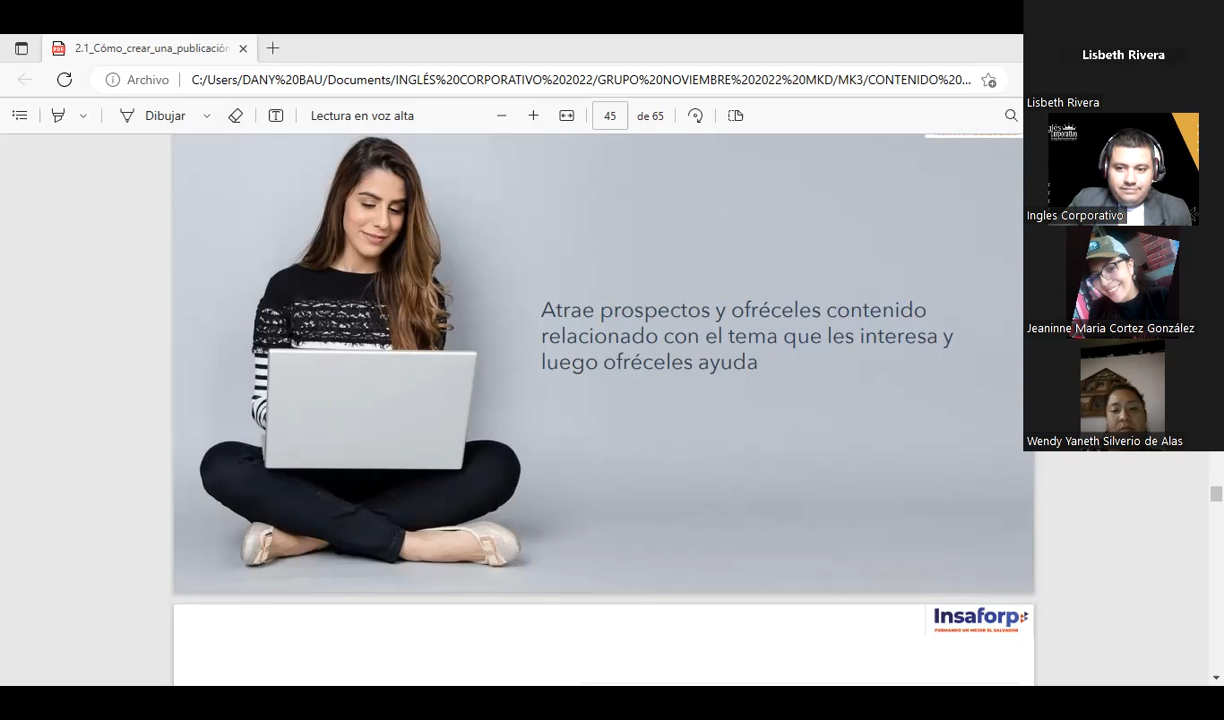 2.1_Cómo_crear_una_publicación
Archivo
C:/Users/DANY%20BAU/Documents/INGLÉS%20CORPORATIVO%202022/GRUPO%20NOVIEMBRE%202022%20MKD/MK3/CONTENIDO%20...
Dibujar
Lectura en voz alta
45
de 65
Atrae prospectos y ofréceles contenido
relacionado con el tema que les interesa y
luego ofréceles ayuda
Insaforp
FORMANDO UN MEJOR EL SALVADOR
Lisbeth Rivera
Lisbeth Rivera
Ingles Corporativo
Jeaninne Maria Cortez González
Wendy Yaneth Silverio de Alas